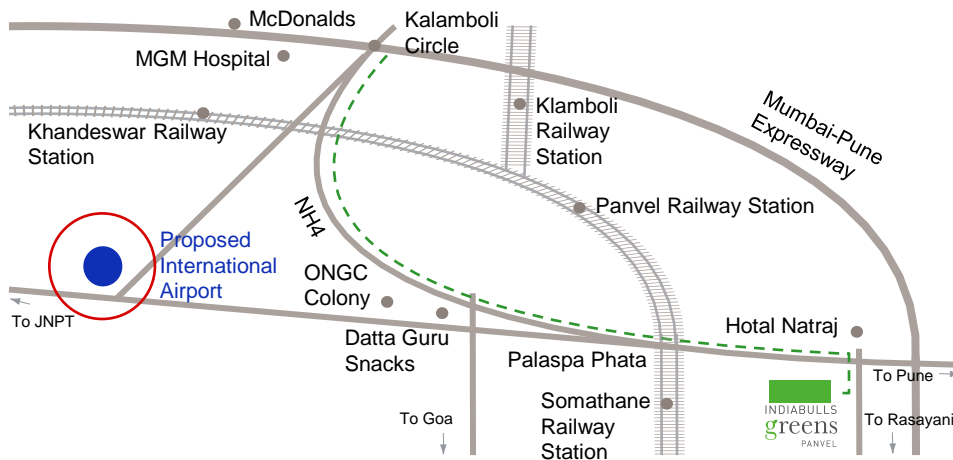 McDonalds
Kalamboli
Circle
MGM Hospital
Klamboli
Railway
Station
Mumbai-Pune
Expressway
Khandeswar Railway
Station
Panvel Railway Station
NH4
Proposed
International
Airport
ONGC
Colony
To JNPT
Datta Guru
Snacks
Hotal Natraj
Palaspa Phata
To Pune
To Goa
Somathane
Railway
Station
INDIABULLS
greens
PANVEL
To Rasayani